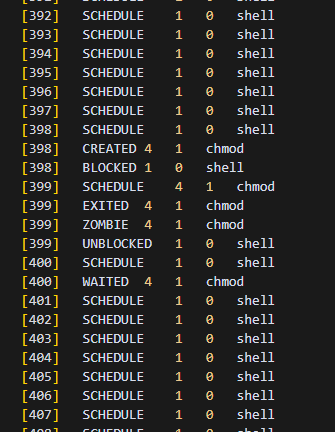 [392] SCHEDULE 1 0 shell
[393] SCHEDULE 1 0 shell
[394] SCHEDULE 1 0 shell
[395] SCHEDULE 1 0 shell
[396] SCHEDULE 1 0 shell
[397] SCHEDULE 1 0 shell
[398] SCHEDULE 1 0 shell
[398] CREATED 4 1 chmod
[398] BLOCKED 1 0 shell
[399] SCHEDULE 4 1 chmod
[399] EXITED 4 1 chmod
[399] ZOMBIE 4 1 chmod
[399] UNBLOCKED 1 0 shell
[400] SCHEDULE 1 0 shell
[400] WAITED 4 1 chmod
[401] SCHEDULE 1 0 shell
[402] SCHEDULE 1 0 shell
[403] SCHEDULE 1 0 shell
[404] SCHEDULE 1 0 shell
[405] SCHEDULE 1 0 shell
[406] SCHEDULE 1 0 shell
[407] SCHEDULE 1 0 shell